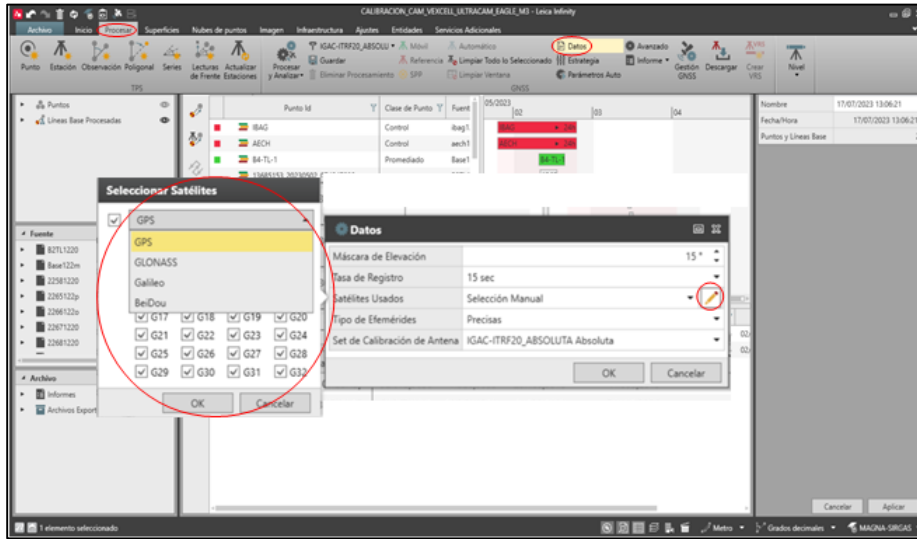 CALIBRACION_CAM_VEXCELL_ULTRACAM_EAGLE_M3 - Leica Infinity
Archivo Inicio Procesar Superficies Nubes de puntos Imagen Infraestructura Ajustes Entidades Servicios Adicionales
Punto Estación Observación Poligonal Series
Lecturas de Frente
Actualizar Estaciones
TPS
Procesar y Analizar
IGAC-ITRF20_ABSOLU
Guardar
Eliminar Procesamiento
Móvil
Referencia
SPP
Automático
Limpiar Todo lo Seleccionado
Limpiar Ventana
Datos
Estrategia
Parámetros Auto
Avanzado
Informe
Gestión GNSS
Descargar
Crear VRS
Nivel
GNSS
Puntos
Líneas Base Procesadas
Punto Id Clase de Punto Fuent
IBAG Control ibag1
AECH Control aech1
B4-TL-1 Promediado Base1
05/2023
02 03 04
IBAG 24h
AECH 24h
B4-TL-1
Nombre 17/07/2023 13:06:21
Fecha/Hora 17/07/2023 13:06:21
Puntos y Líneas Base
Seleccionar Satélites
GPS
GPS
GLONASS
Galileo
BeiDou
G17 G18 G19 G20
G21 G22 G23 G24
G25 G26 G27 G28
G29 G30 G31 G32
OK Cancelar
Datos
Máscara de Elevación 15 °
Tasa de Registro 15 sec
Satélites Usados Selección Manual
Tipo de Efemérides Precisas
Set de Calibración de Antena IGAC-ITRF20_ABSOLUTA Absoluta
OK Cancelar
Fuente
B2TL1220
Base122m
22581220
2265122p
2266122o
22671220
22681220
Archivo
Informes
Archivos Export
Cancelar Aplicar
1 elemento seleccionado
Metro Grados decimales MAGNA-SIRGAS